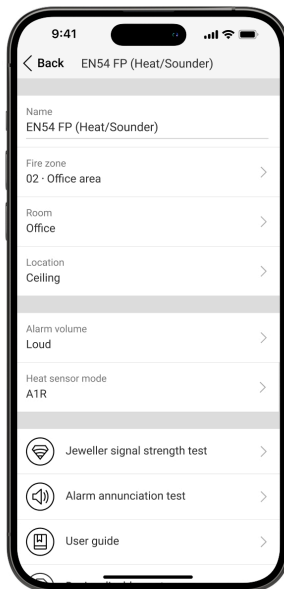 9:41
Back EN54 FP (Heat/Sounder)
Name
EN54 FP (Heat/Sounder)
Fire zone
02 · Office area
Room
Office
Location
Ceiling
Alarm volume
Loud
Heat sensor mode
A1R
Jeweller signal strength test
Alarm annunciation test
User guide